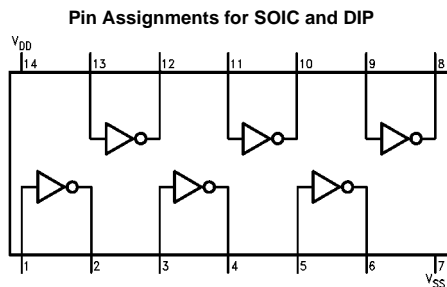 Pin Assignments for SOIC and DIP
VDD
14 13 12 11 10 9 8
1 2 3 4 5 6 7
VSS